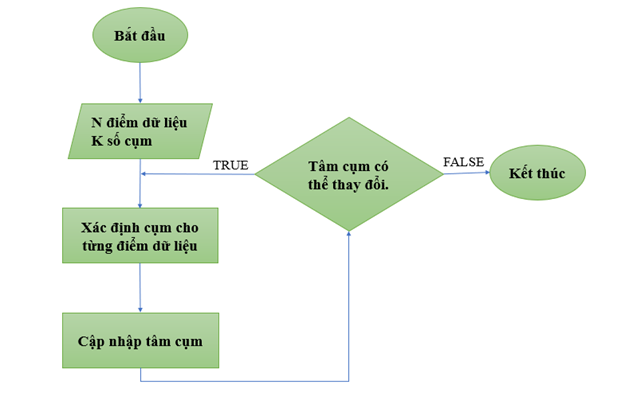 Bắt đầu
N điểm dữ liệu
K số cụm
TRUE
Tâm cụm có
thể thay đổi.
FALSE
Kết thúc
Xác định cụm cho
từng điểm dữ liệu
Cập nhập tâm cụm